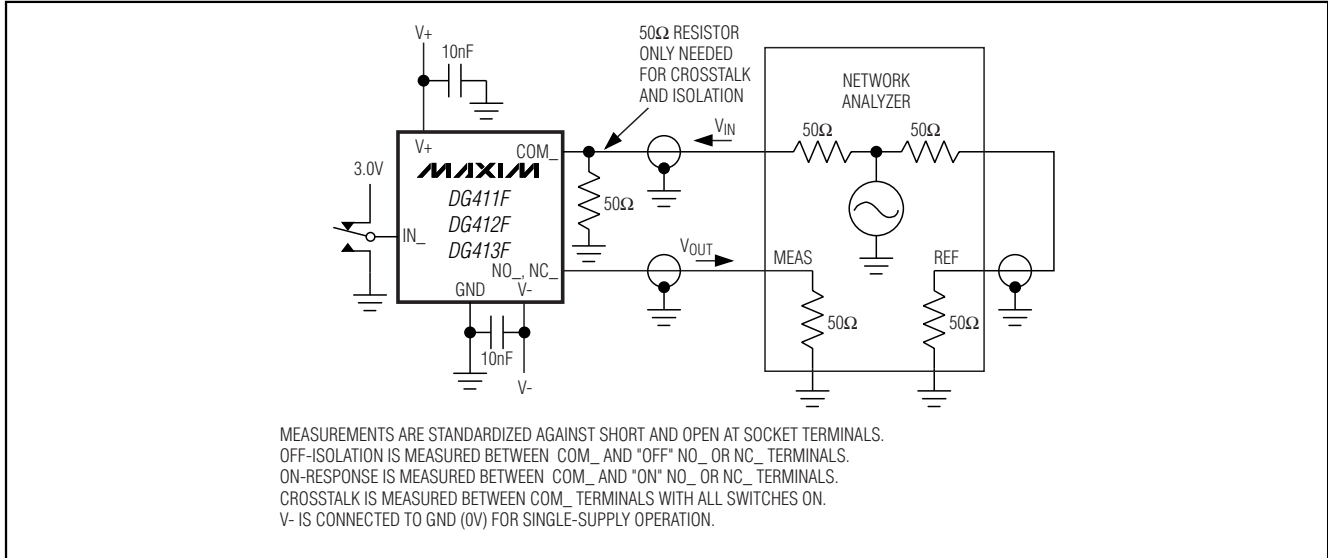 V+
10nF
50Ω RESISTOR
ONLY NEEDED
FOR CROSSTALK
AND ISOLATION
NETWORK
ANALYZER
V+
MAXIM
DG411F
DG412F
DG413F
COM_
IN_
NO_, NC_
GND
V-
3.0V
50Ω
VIN
50Ω
50Ω
VOUT
MEAS
REF
50Ω
50Ω
10nF
V-
MEASUREMENTS ARE STANDARDIZED AGAINST SHORT AND OPEN AT SOCKET TERMINALS.
OFF-ISOLATION IS MEASURED BETWEEN COM_ AND "OFF" NO_ OR NC_ TERMINALS.
ON-RESPONSE IS MEASURED BETWEEN COM_ AND "ON" NO_ OR NC_ TERMINALS.
CROSSTALK IS MEASURED BETWEEN COM_ TERMINALS WITH ALL SWITCHES ON.
V- IS CONNECTED TO GND (0V) FOR SINGLE-SUPPLY OPERATION.